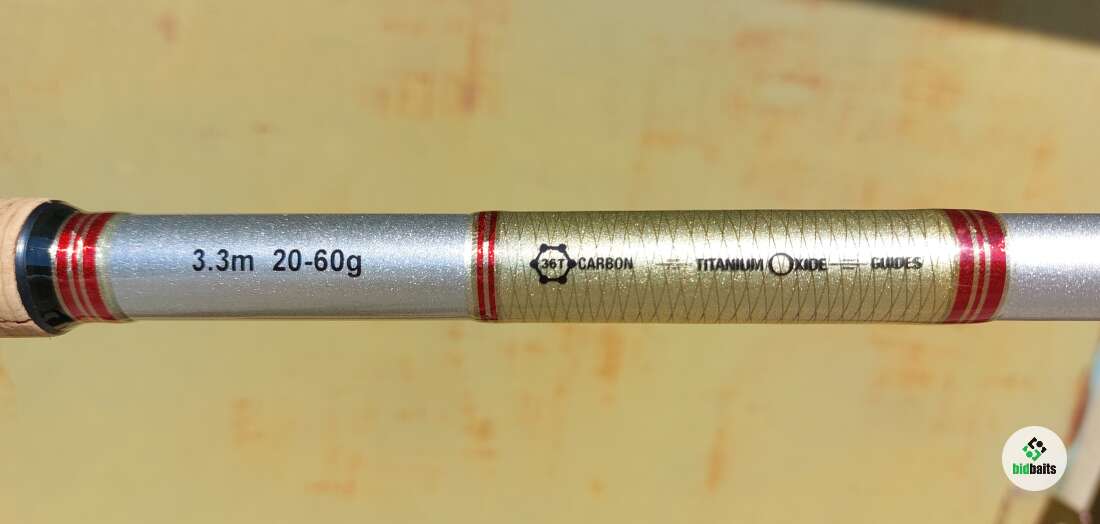 3.3m 20-60g
36T CARBON TITANIUM OXIDE GUIDES
bidbaits